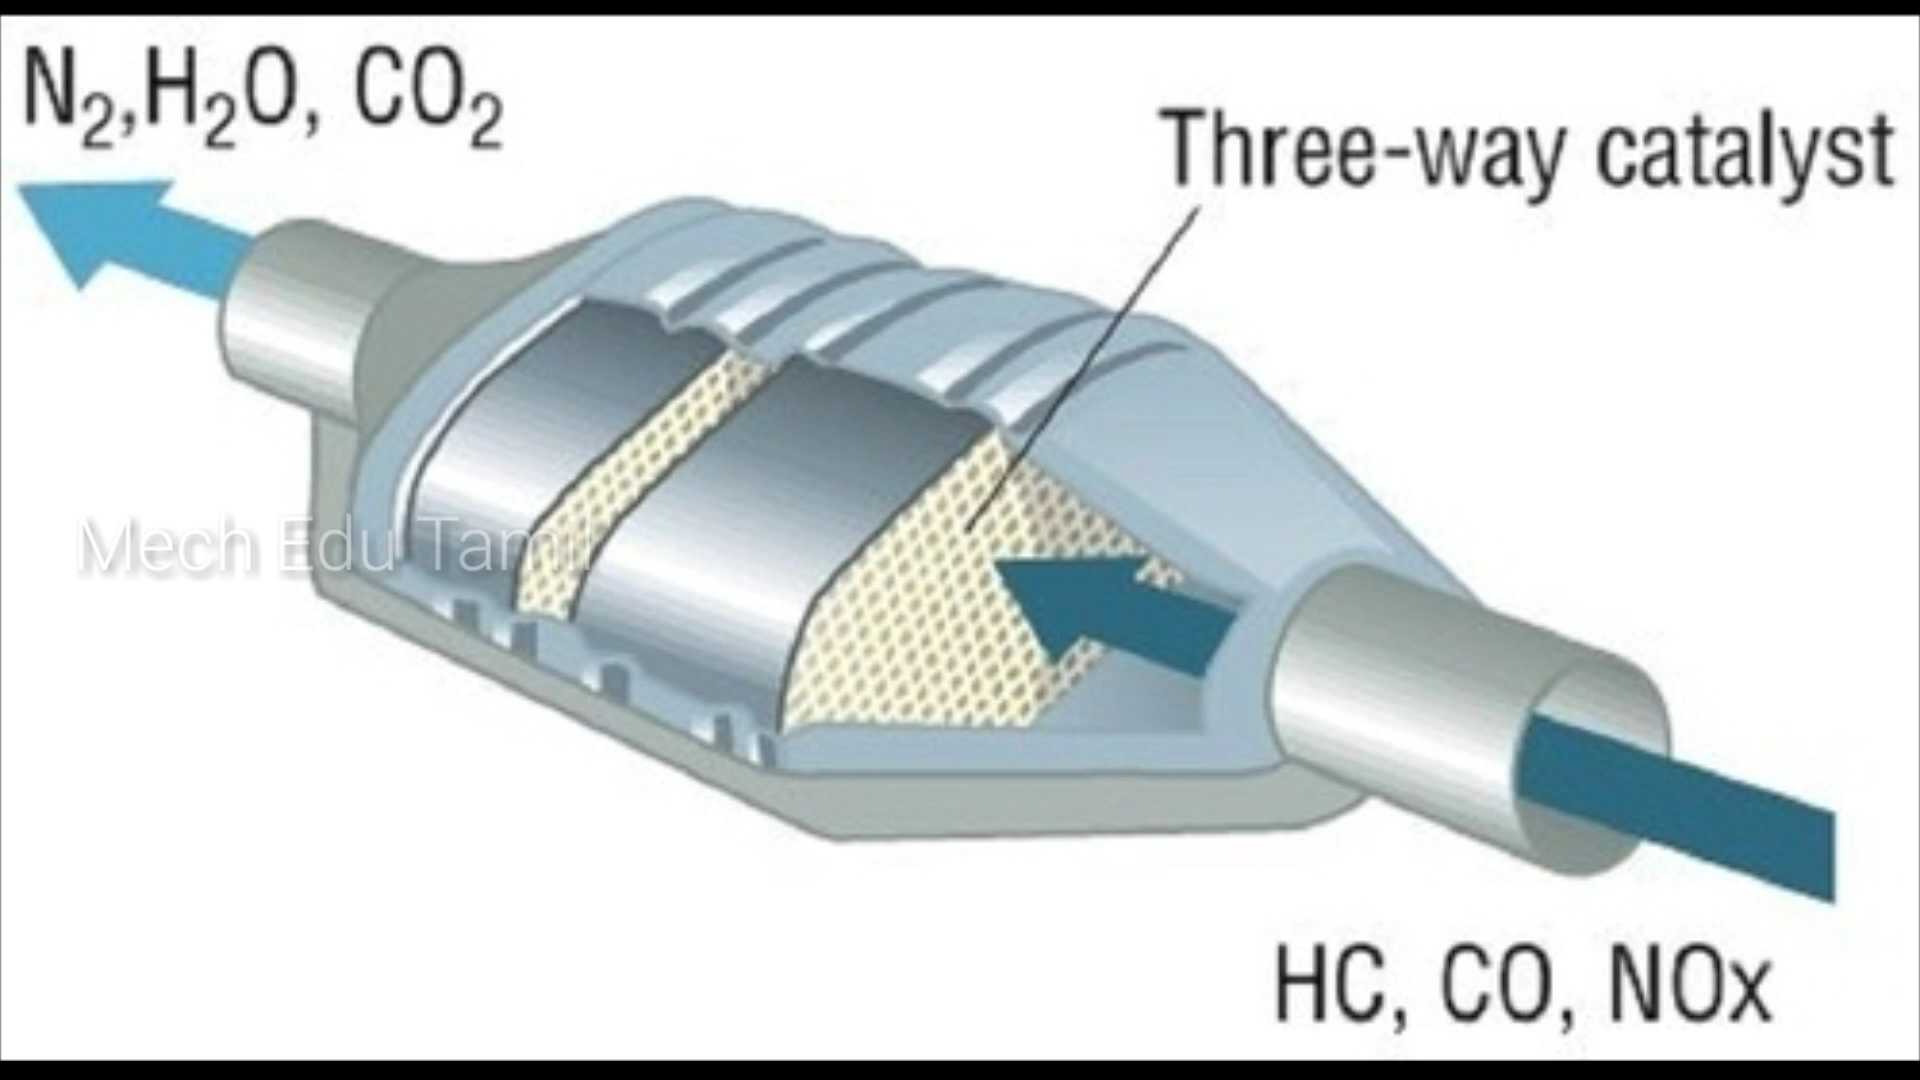 N₂,H₂O, CO₂
Three-way catalyst
Mech Edu Tamil
HC, CO, NOx